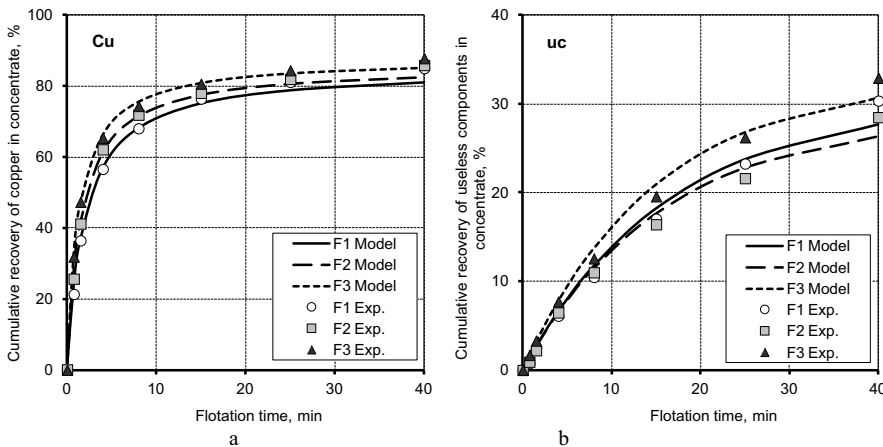 Cu
Cumulative recovery of copper in concentrate, %
100
80
60
40
20
0
0
10
20
30
40
Flotation time, min
F1 Model
F2 Model
F3 Model
F1 Exp.
F2 Exp.
F3 Exp.
a
uc
Cumulative recovery of useless components in
concentrate, %
40
30
20
10
0
0
10
20
30
40
Flotation time, min
F1 Model
F2 Model
F3 Model
F1 Exp.
F2 Exp.
F3 Exp.
b